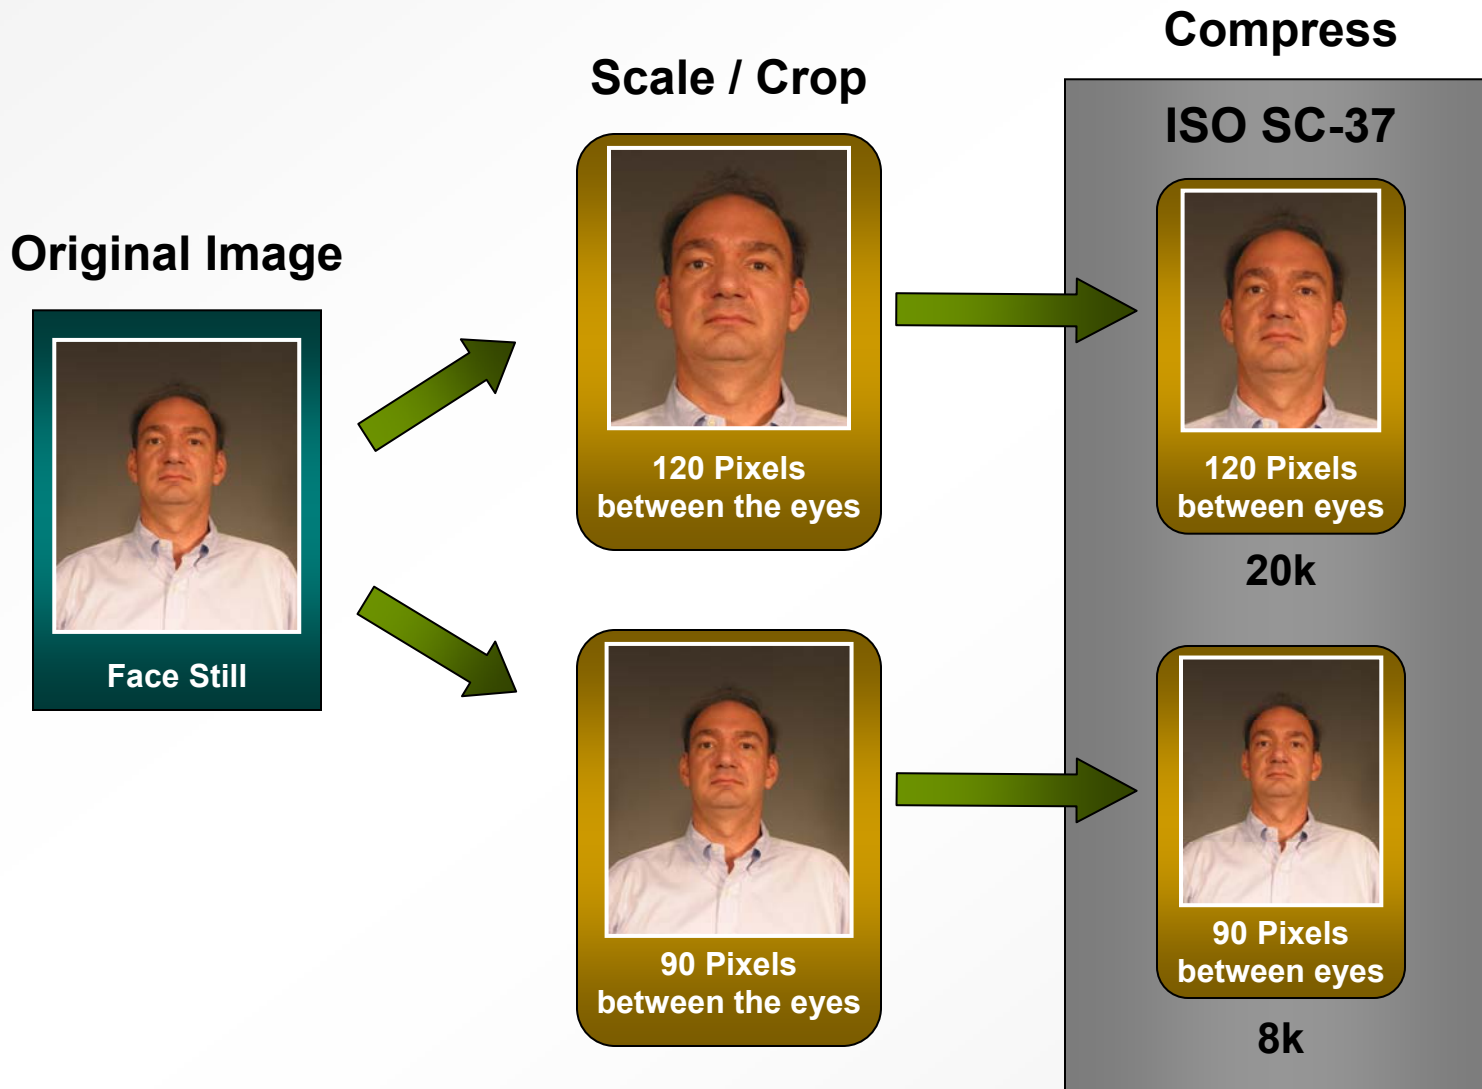 Original Image
Face Still
Scale / Crop
120 Pixels
between the eyes
90 Pixels
between the eyes
Compress
ISO SC-37
120 Pixels
between eyes
20k
90 Pixels
between eyes
8k